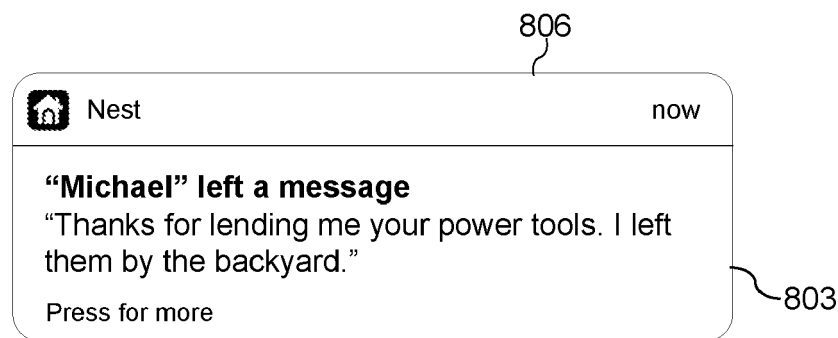 806
Nest now
“Michael” left a message
“Thanks for lending me your power tools. I left
them by the backyard.”
Press for more
803